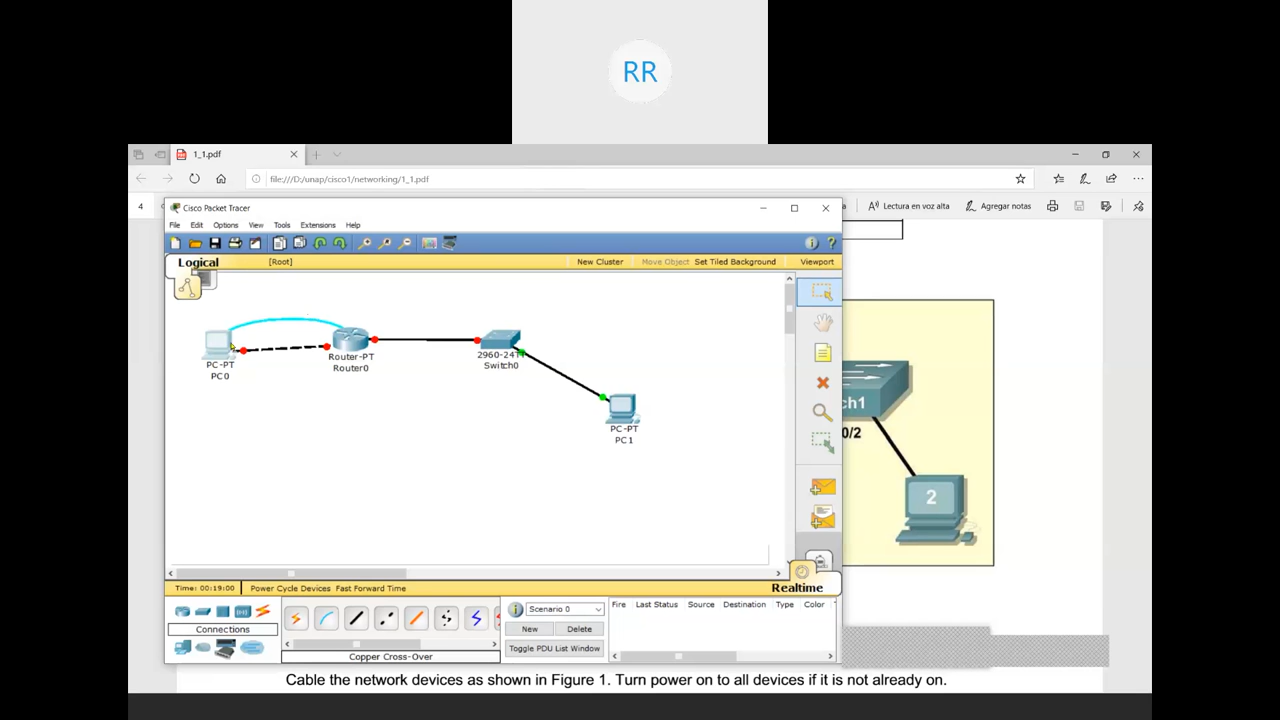 RR
1_1.pdf
file:///D:/unap/cisco1/networking/1_1.pdf
4
Lectura en voz alta
Agregar notas
Cisco Packet Tracer
File Edit Options View Tools Extensions Help
Logical [Root] New Cluster Move Object Set Tiled Background Viewport
PC-PT
PC0
Router-PT
Router0
2960-24TT
Switch0
PC-PT
PC1
ch1
0/2
2
Time: 00:19:00 Power Cycle Devices Fast Forward Time Realtime
Connections
Copper Cross-Over
Scenario 0
New Delete
Toggle PDU List Window
Fire Last Status Source Destination Type Color
Cable the network devices as shown in Figure 1. Turn power on to all devices if it is not already on.